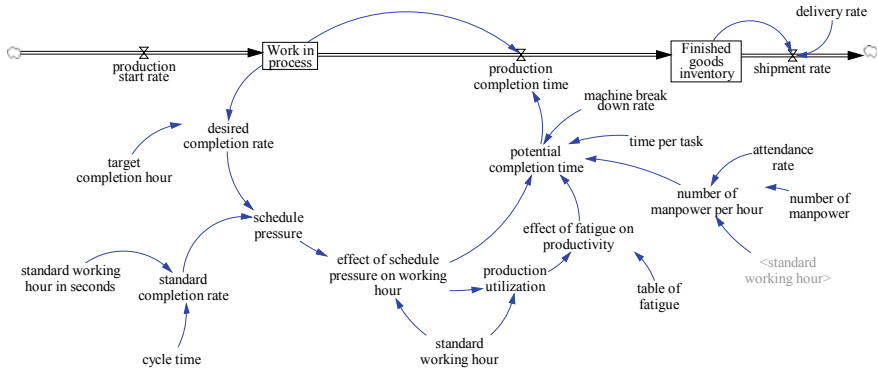 delivery rate
Work in
process
Finished
goods
inventory
production
start rate
production
completion time
shipment rate
machine break
down rate
desired
completion rate
time per task
target
completion hour
potential
completion time
attendance
rate
number of
manpower per hour
number of
manpower
schedule
pressure
effect of fatigue on
productivity
standard working
hour in seconds
standard
completion rate
effect of schedule
pressure on working
hour
production
utilization
table of
fatigue
<standard
working hour>
cycle time
standard
working hour